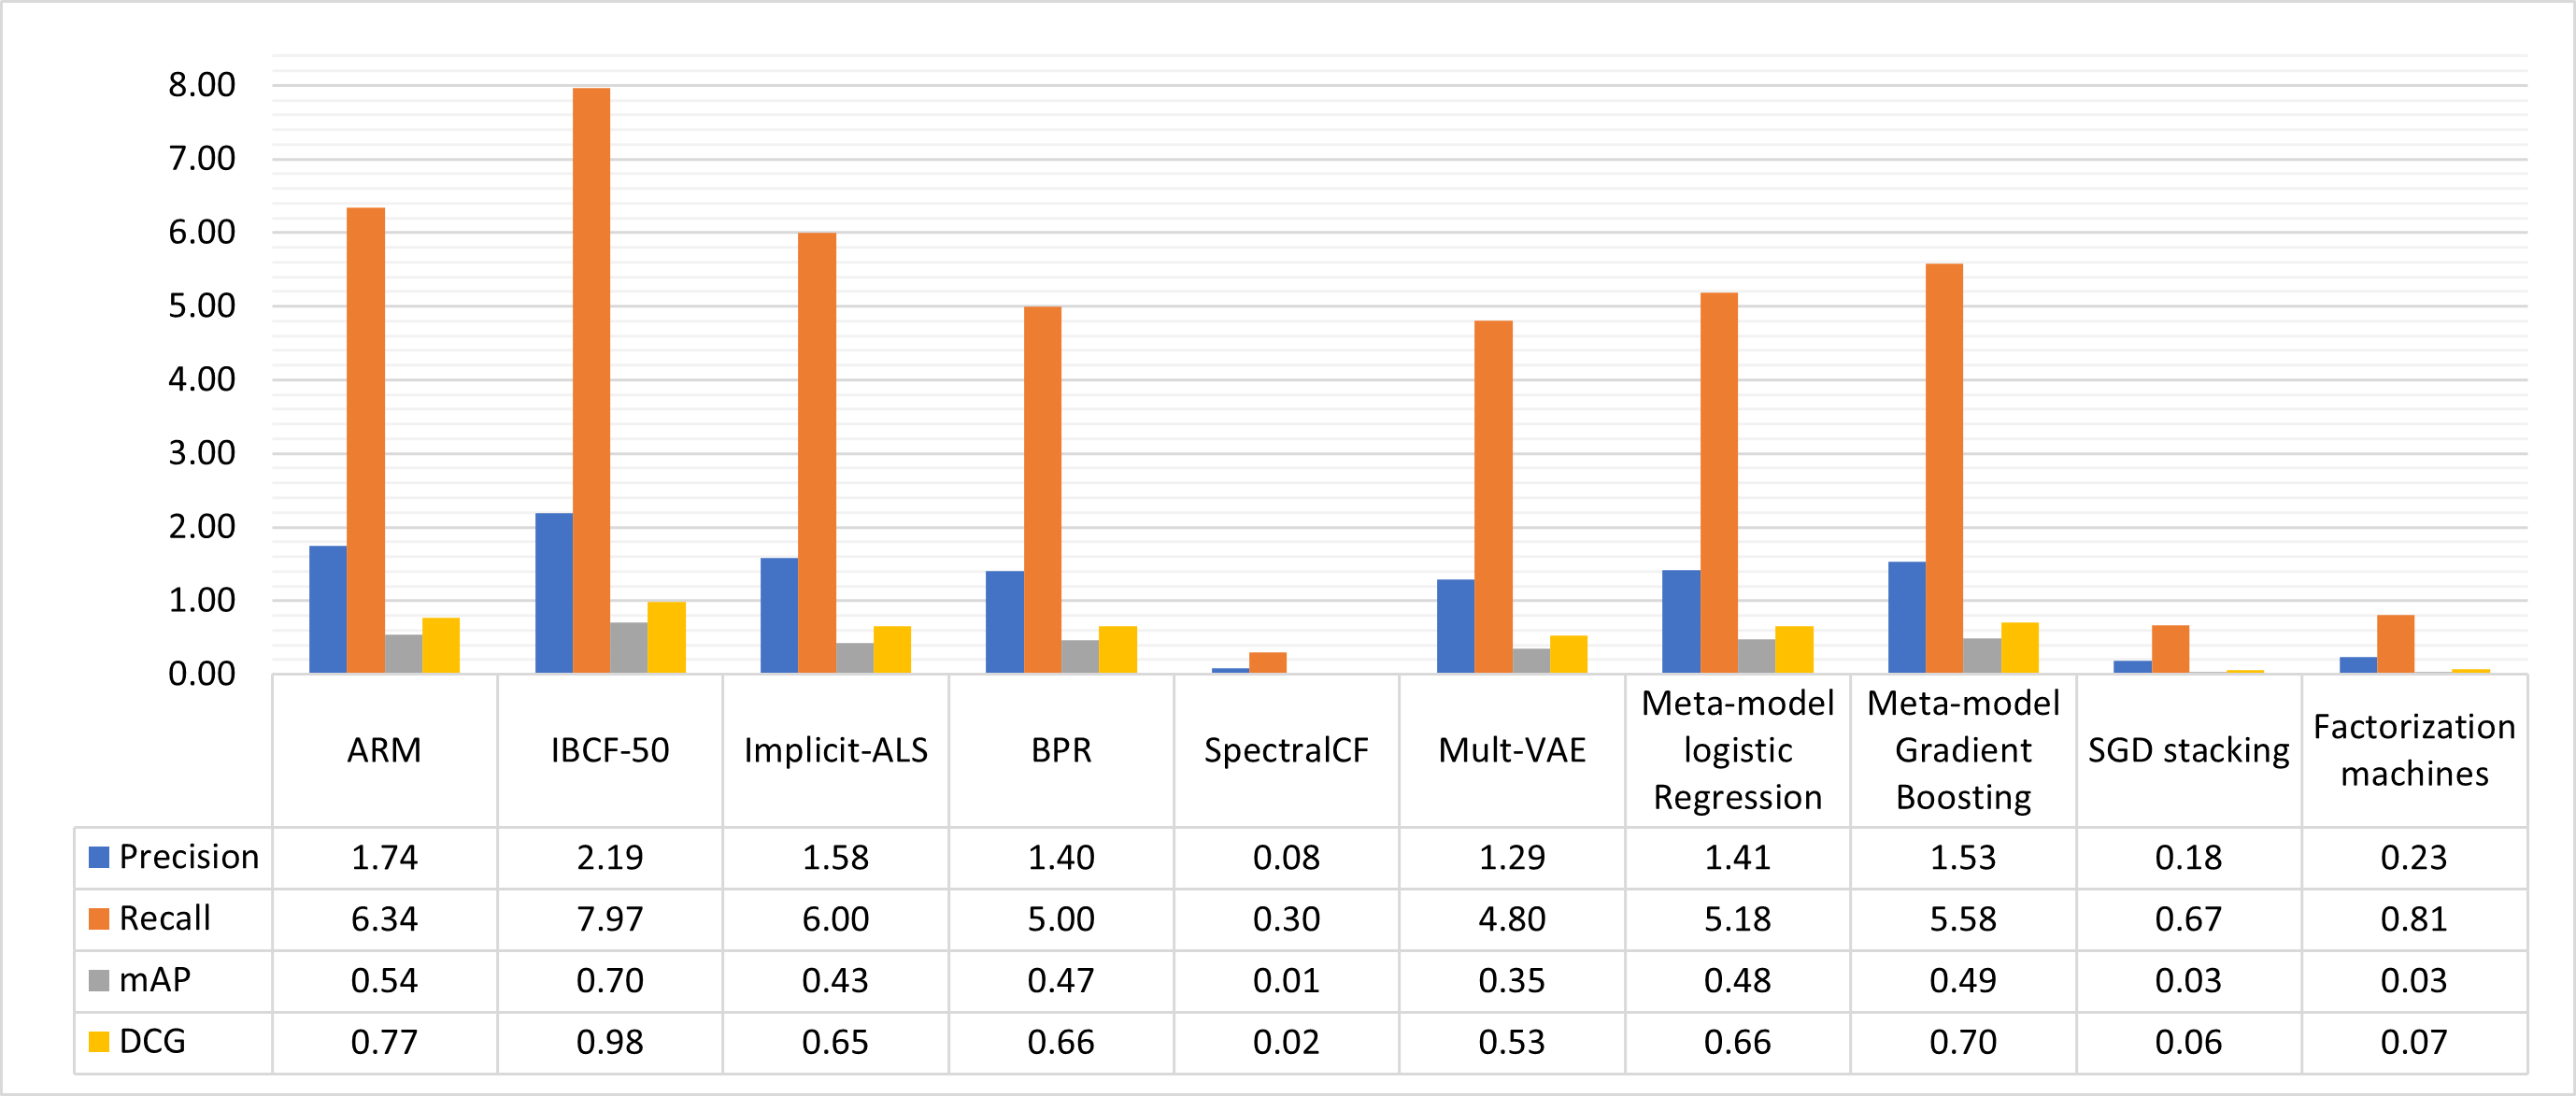 8.00
7.00
6.00
5.00
4.00
3.00
2.00
1.00
0.00
ARM
IBCF-50
Implicit-ALS
BPR
SpectralCF
Mult-VAE
Meta-model
logistic
Regression
Meta-model
Gradient
Boosting
SGD stacking
Factorization
machines
Precision 1.74 2.19 1.58 1.40 0.08 1.29 1.41 1.53 0.18 0.23
Recall 6.34 7.97 6.00 5.00 0.30 4.80 5.18 5.58 0.67 0.81
mAP 0.54 0.70 0.43 0.47 0.01 0.35 0.48 0.49 0.03 0.03
DCG 0.77 0.98 0.65 0.66 0.02 0.53 0.66 0.70 0.06 0.07